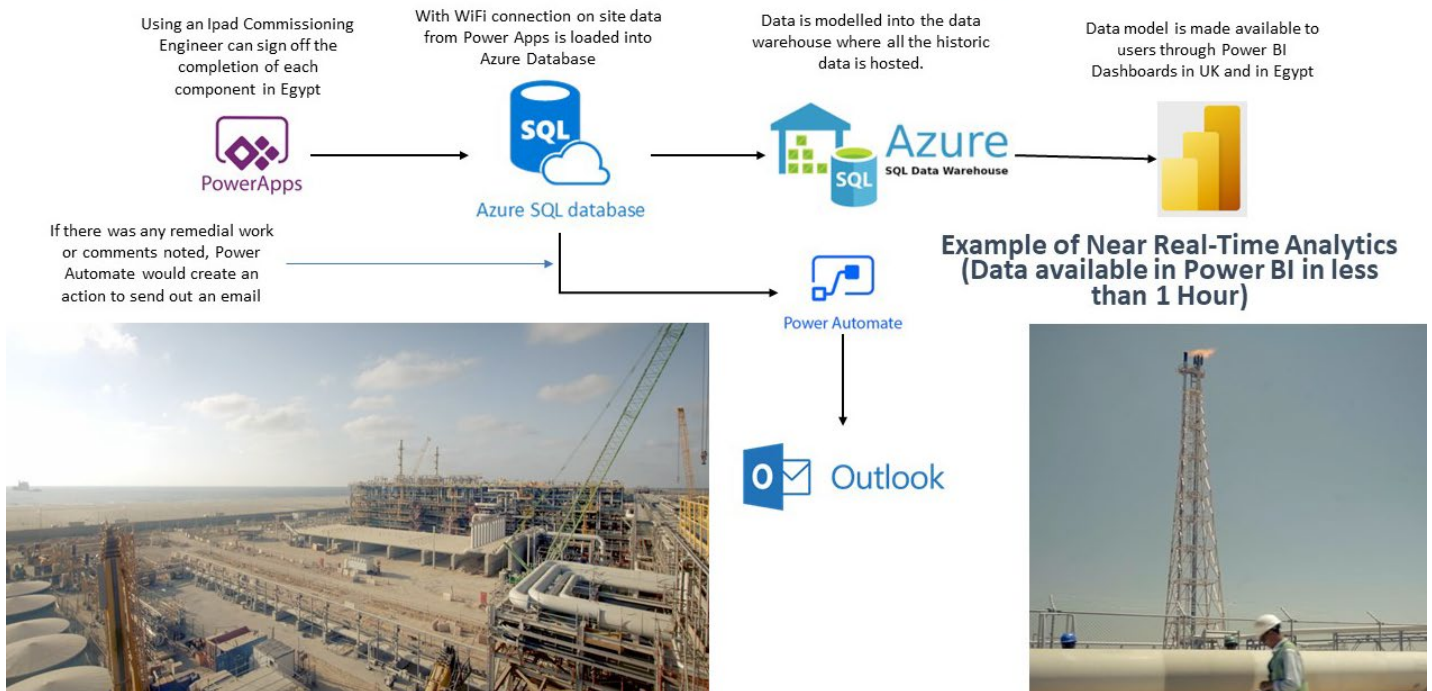 Using an Ipad Commissioning
Engineer can sign off the
completion of each
component in Egypt
PowerApps
With WiFi connection on site data
from Power Apps is loaded into
Azure Database
SQL
Azure SQL database
Data is modelled into the data
warehouse where all the historic
data is hosted.
SQL
Azure
SQL Data Warehouse
Data model is made available to
users through Power BI
Dashboards in UK and in Egypt
If there was any remedial work
or comments noted, Power
Automate would create an
action to send out an email
Power Automate
Example of Near Real-Time Analytics
(Data available in Power BI in less
than 1 Hour)
O
Outlook